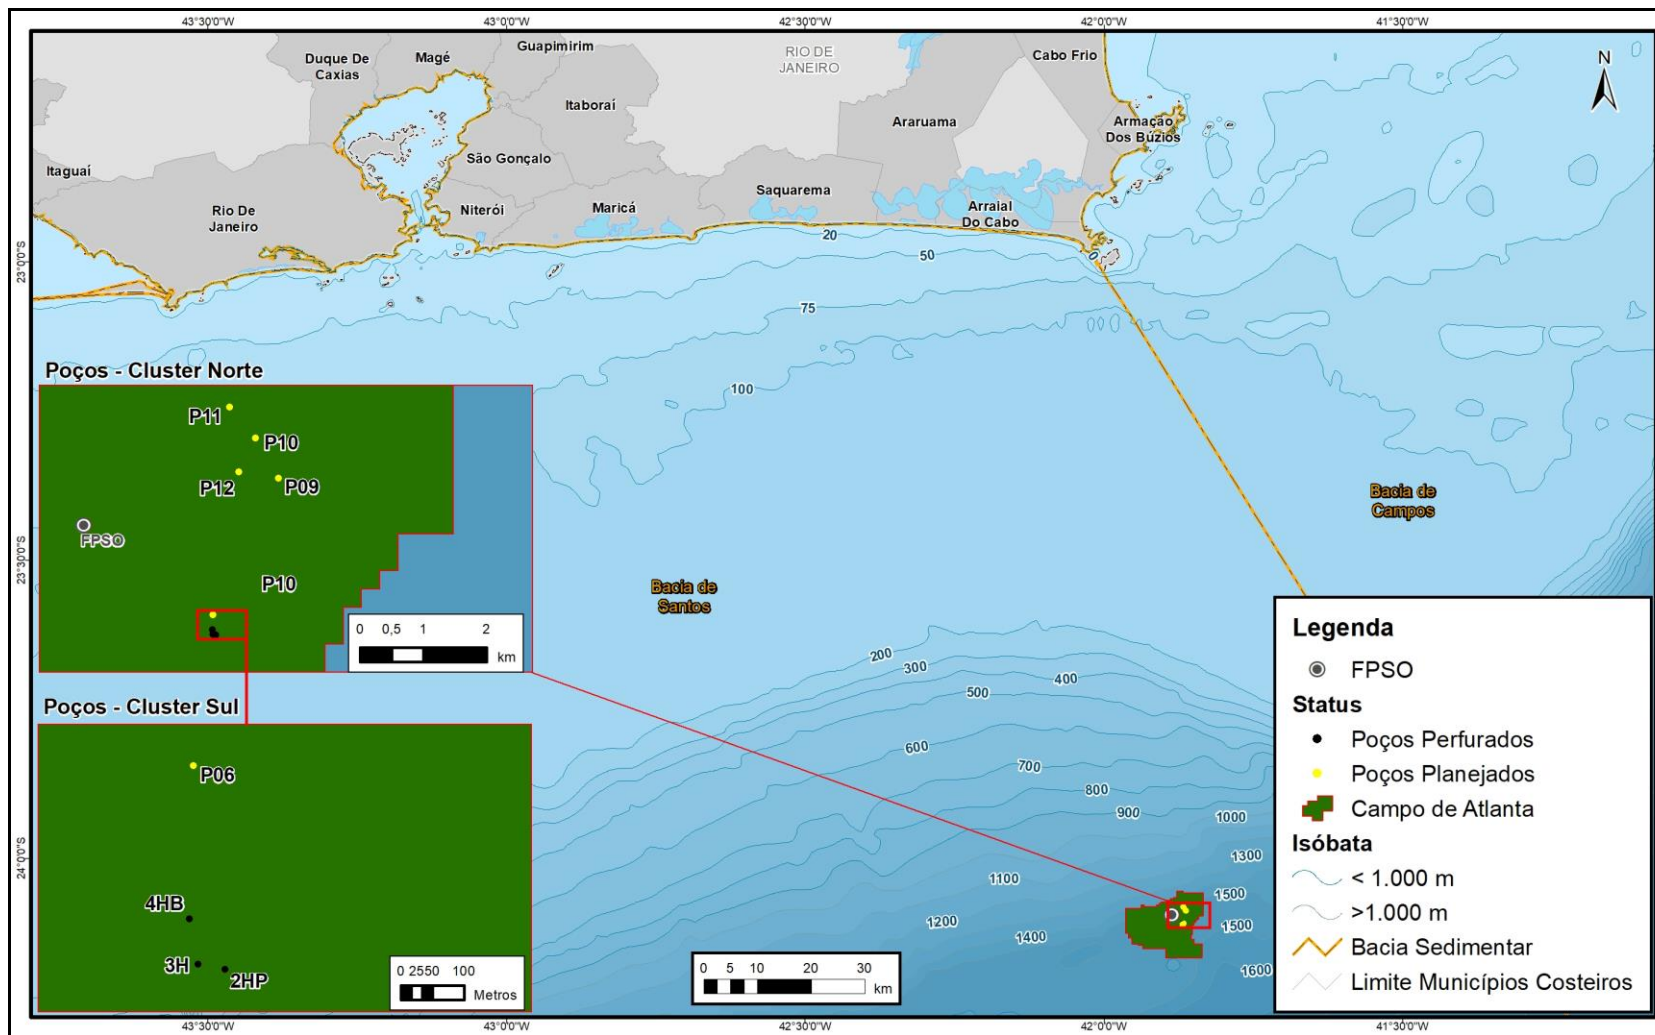 43°30'0"W
43°0'0"W
42°30'0"W
42°0'0"W
41°30'0"W
Duque De
Caxias
Magé
Guapimirim
RIO DE
JANEIRO
Cabo Frio
N
Itaboraí
Araruama
Armação
Dos Búzios
Itaguaí
São Gonçalo
Saquarema
Rio De
Janeiro
Niterói
Maricá
Arraial
Do Cabo
20
0
50
23°0'0"S
75
100
Poços - Cluster Norte
P11
P10
P12
P09
FPSO
P10
0 0,5 1 2
km
Bacia de
Campos
23°30'0"S
Bacia de
Santos
200
300
400
500
600
700
800
900
1000
1100
1200
1300
1400
1500
1500
1600
Poços - Cluster Sul
P06
4HB
3H
2HP
0 2550 100
Metros
24°0'0"S
0 5 10 20 30
km
Legenda
FPSO
Status
Poços Perfurados
Poços Planejados
Campo de Atlanta
Isóbata
< 1.000 m
>1.000 m
Bacia Sedimentar
Limite Municípios Costeiros
43°30'0"W
43°0'0"W
42°30'0"W
42°0'0"W
41°30'0"W